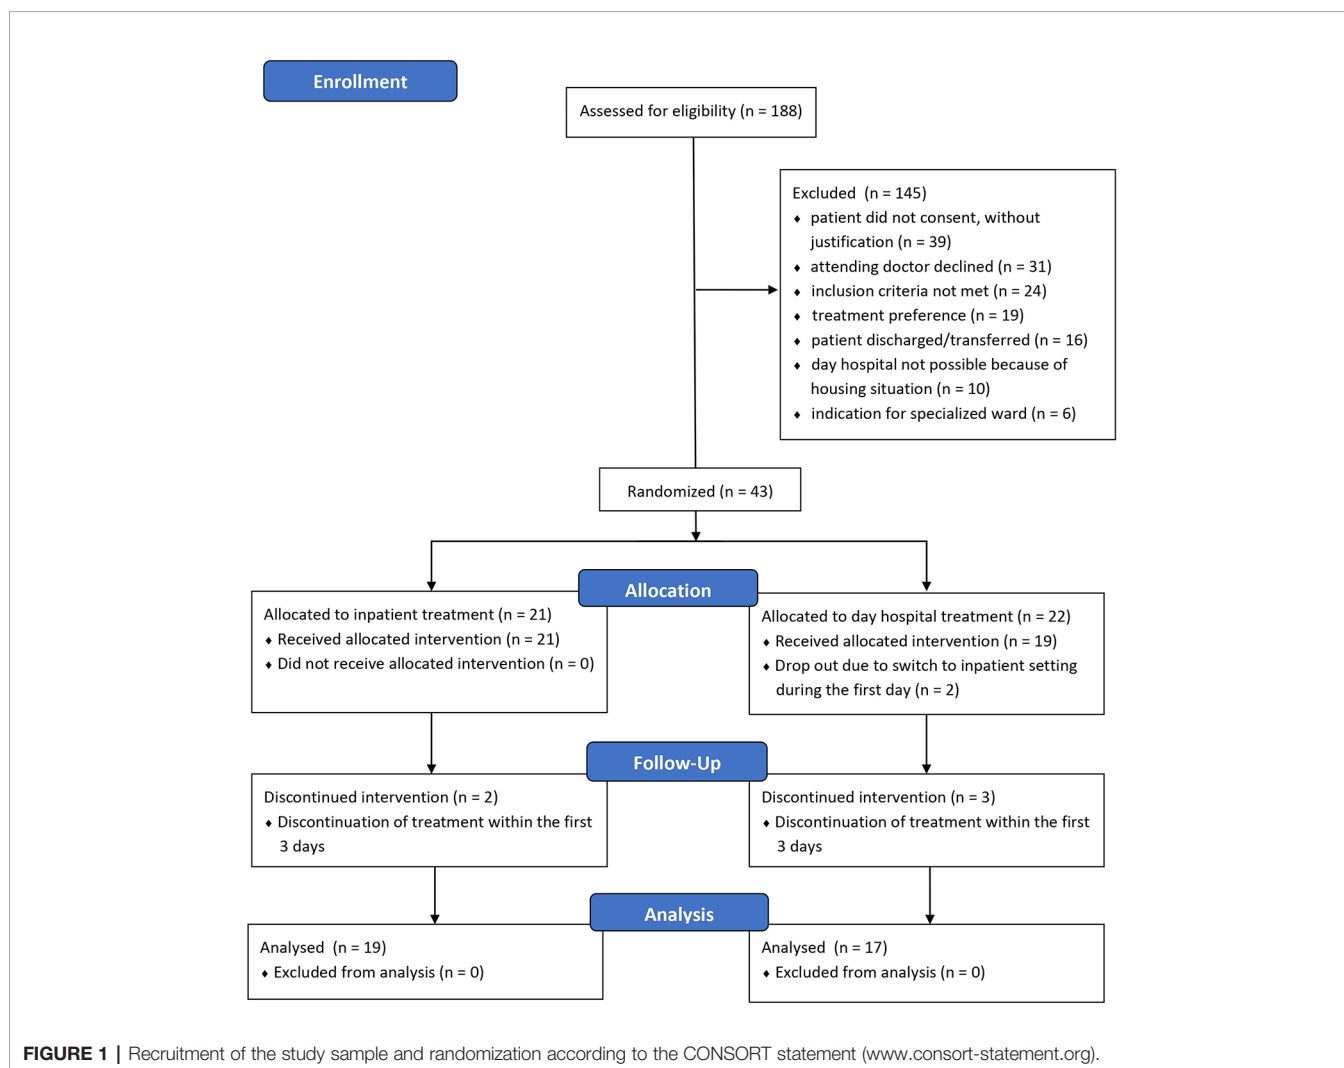 Enrollment
Assessed for eligibility (n = 188)
Excluded (n = 145)
♦ patient did not consent, without
justification (n = 39)
♦ attending doctor declined (n = 31)
♦ inclusion criteria not met (n = 24)
♦ treatment preference (n = 19)
♦ patient discharged/transferred (n = 16)
♦ day hospital not possible because of
housing situation (n = 10)
♦ indication for specialized ward (n = 6)
Randomized (n = 43)
Allocation
Allocated to inpatient treatment (n = 21)
♦ Received allocated intervention (n = 21)
♦ Did not receive allocated intervention (n = 0)
Allocated to day hospital treatment (n = 22)
♦ Received allocated intervention (n = 19)
♦ Drop out due to switch to inpatient setting
during the first day (n = 2)
Follow-Up
Discontinued intervention (n = 2)
♦ Discontinuation of treatment within the first
3 days
Discontinued intervention (n = 3)
♦ Discontinuation of treatment within the first
3 days
Analysis
Analysed (n = 19)
♦ Excluded from analysis (n = 0)
Analysed (n = 17)
♦ Excluded from analysis (n = 0)
FIGURE 1 | Recruitment of the study sample and randomization according to the CONSORT statement (www.consort-statement.org).